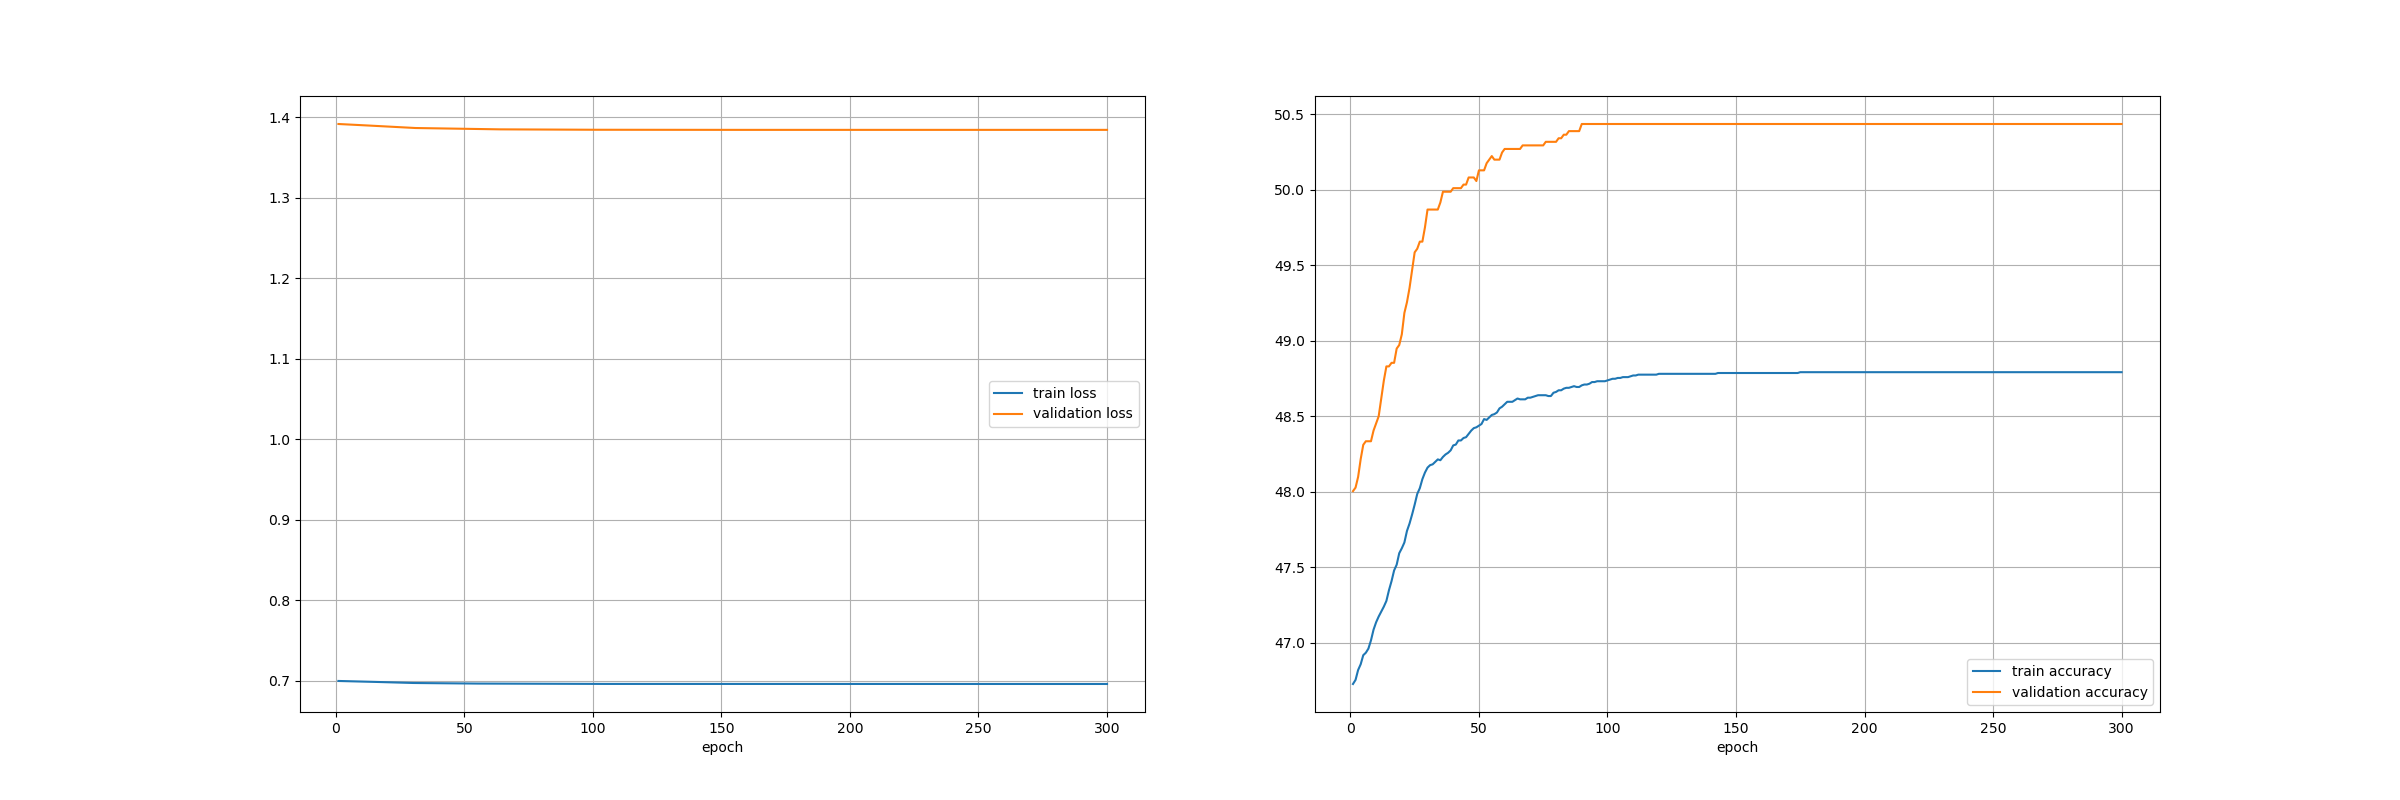 1.4
1.3
1.2
1.1
1.0
0.9
0.8
0.7
0 50 100 150 200 250 300
epoch
train loss
validation loss
50.5
50.0
49.5
49.0
48.5
48.0
47.5
47.0
0 50 100 150 200 250 300
epoch
train accuracy
validation accuracy